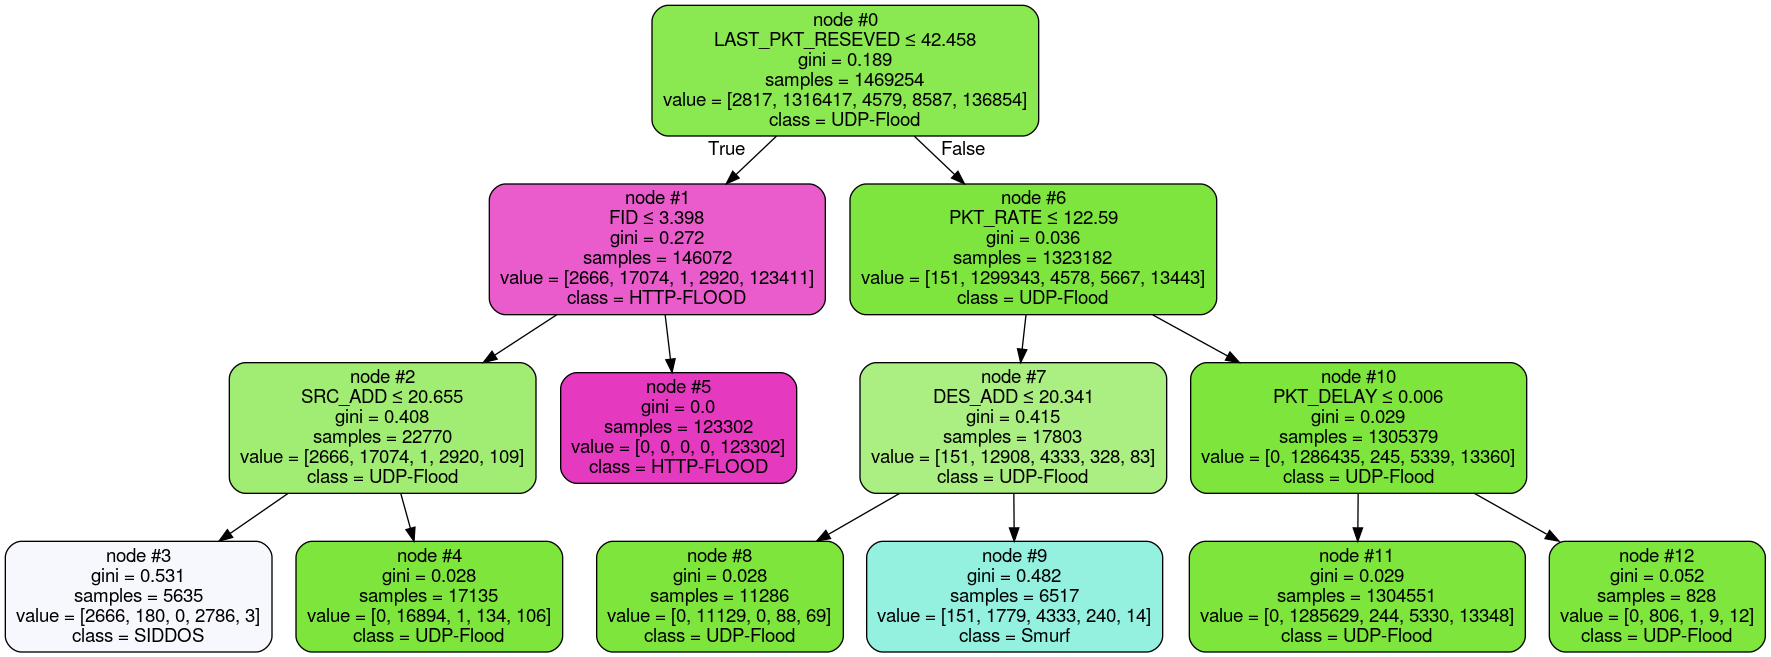 node #0
LAST_PKT_RESEVED ≤ 42.458
gini = 0.189
samples = 1469254
value = [2817, 1316417, 4579, 8587, 136854]
class = UDP-Flood
True
False
node #1
FID ≤ 3.398
gini = 0.272
samples = 146072
value = [2666, 17074, 1, 2920, 123411]
class = HTTP-FLOOD
node #6
PKT_RATE ≤ 122.59
gini = 0.036
samples = 1323182
value = [151, 1299343, 4578, 5667, 13443]
class = UDP-Flood
node #2
SRC_ADD ≤ 20.655
gini = 0.408
samples = 22770
value = [2666, 17074, 1, 2920, 109]
class = UDP-Flood
node #5
gini = 0.0
samples = 123302
value = [0, 0, 0, 0, 123302]
class = HTTP-FLOOD
node #7
DES_ADD ≤ 20.341
gini = 0.415
samples = 17803
value = [151, 12908, 4333, 328, 83]
class = UDP-Flood
node #10
PKT_DELAY ≤ 0.006
gini = 0.029
samples = 1305379
value = [0, 1286435, 245, 5339, 13360]
class = UDP-Flood
node #3
gini = 0.531
samples = 5635
value = [2666, 180, 0, 2786, 3]
class = SIDDOS
node #4
gini = 0.028
samples = 17135
value = [0, 16894, 1, 134, 106]
class = UDP-Flood
node #8
gini = 0.028
samples = 11286
value = [0, 11129, 0, 88, 69]
class = UDP-Flood
node #9
gini = 0.482
samples = 6517
value = [151, 1779, 4333, 240, 14]
class = Smurf
node #11
gini = 0.029
samples = 1304551
value = [0, 1285629, 244, 5330, 13348]
class = UDP-Flood
node #12
gini = 0.052
samples = 828
value = [0, 806, 1, 9, 12]
class = UDP-Flood